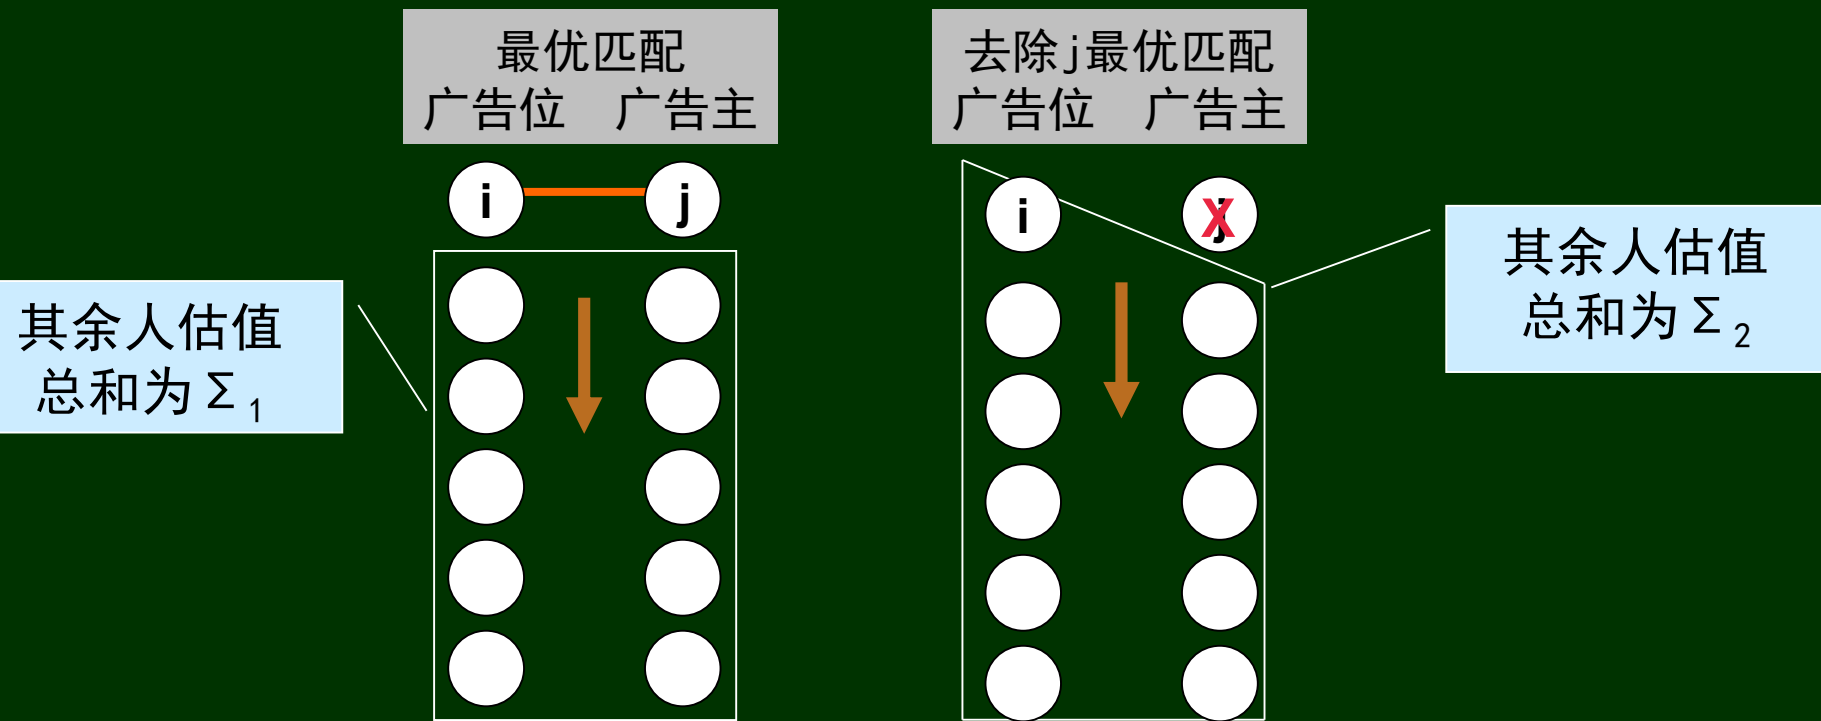 最优匹配
广告位 广告主
i
j
其余人估值
总和为Σ1
去除j最优匹配
广告位 广告主
i
j
X
其余人估值
总和为Σ2